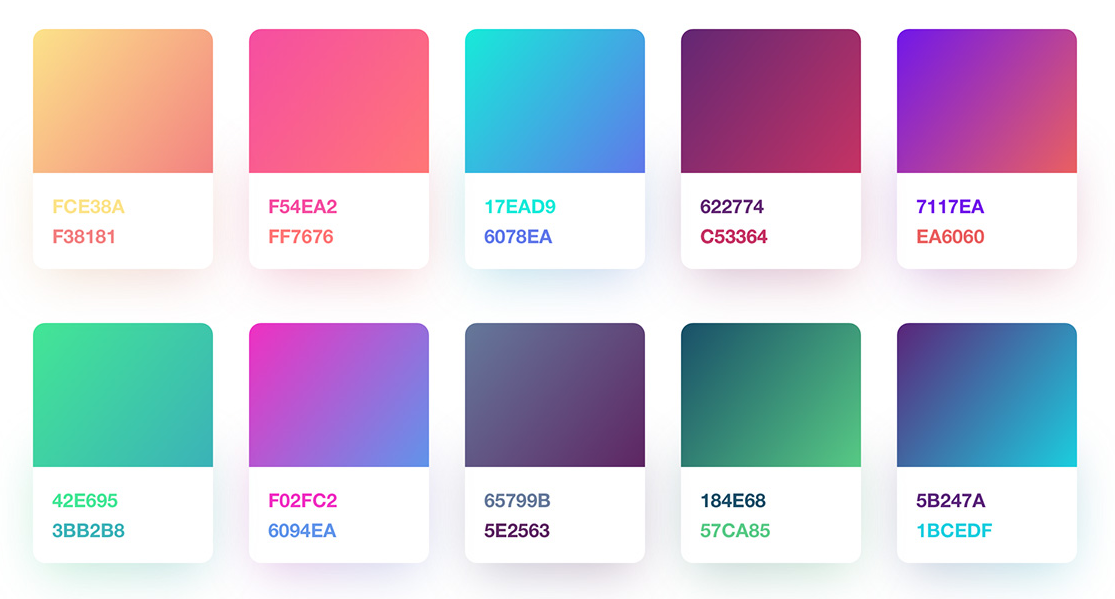 FCE38A
F38181
F54EA2
FF7676
17EAD9
6078EA
622774
C53364
7117EA
EA6060
42E695
3BB2B8
F02FC2
6094EA
65799B
5E2563
184E68
57CA85
5B247A
1BCEDF